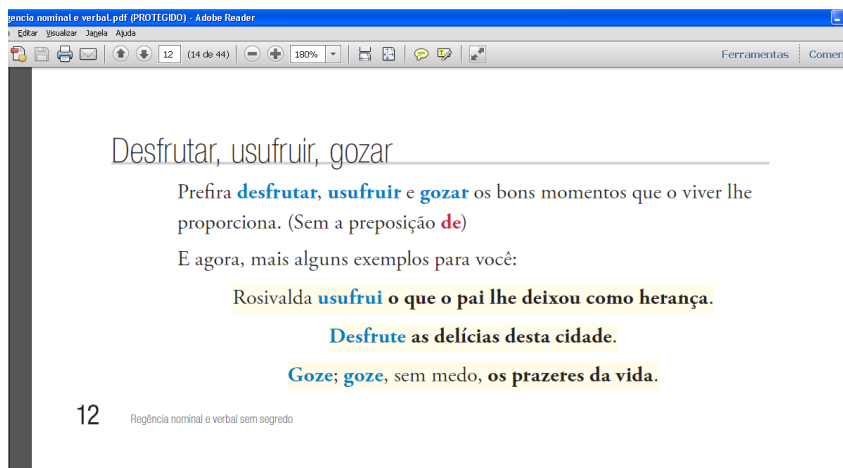 gencia nominal e verbal.pdf (PROTEGIDO) - Adobe Reader
Editar Visualizar Janela Ajuda
12 (14 de 44) 180% Ferramentas Comen
Desfrutar, usufruir, gozar
Prefira desfrutar, usufruir e gozar os bons momentos que o viver lhe
proporciona. (Sem a preposição de)
E agora, mais alguns exemplos para você:
Rosivalda usufrui o que o pai lhe deixou como herança.
Desfrute as delícias desta cidade.
Goze; goze, sem medo, os prazeres da vida.
12 Regência nominal e verbal sem segredo